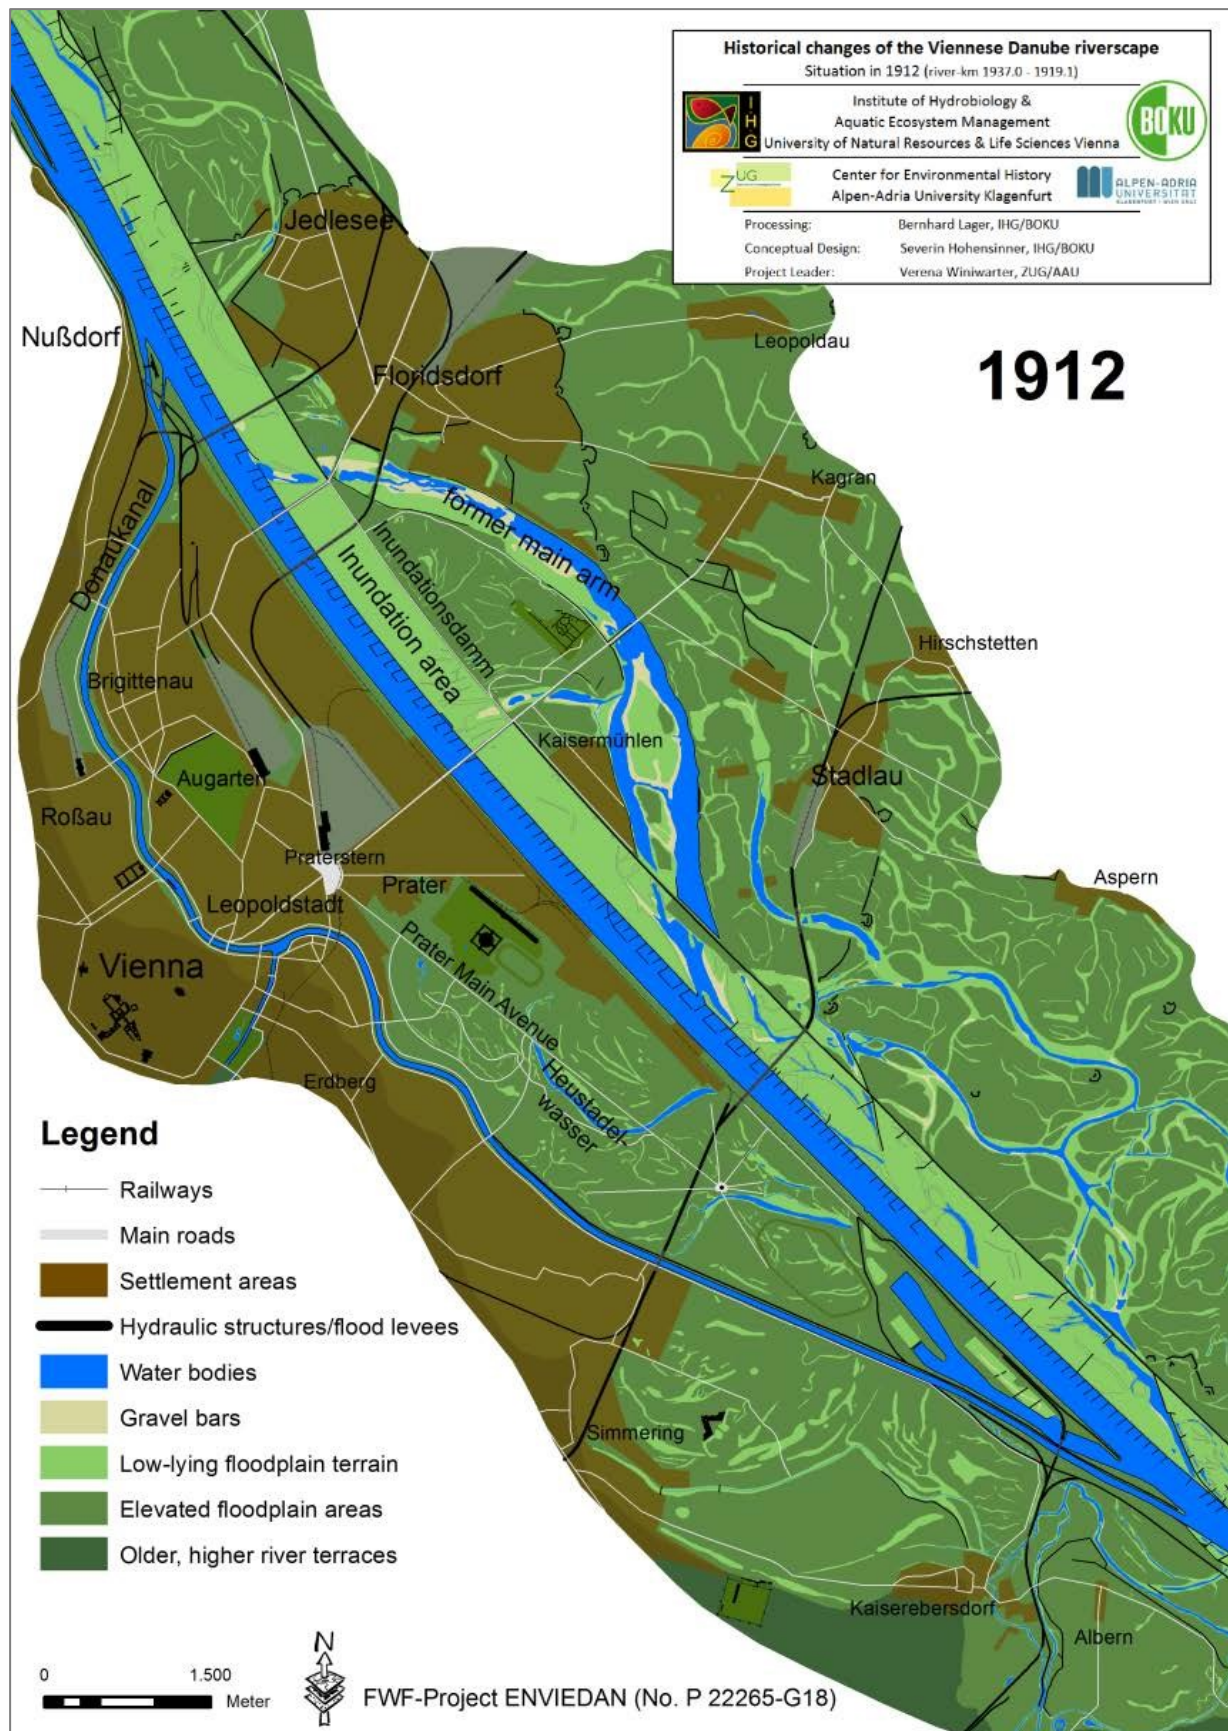 Historical changes of the Viennese Danube riverscape
Situation in 1912 (river-km 1937.0 - 1919.1)
IHG
Institute of Hydrobiology &
Aquatic Ecosystem Management
University of Natural Resources & Life Sciences Vienna
BOKU
ZUG
Center for Environmental History
Alpen-Adria University Klagenfurt
ALPEN-ADRIA
UNIVERSITÄT
KLAGENFURT | WIEN GRAZ
Processing: Bernhard Lager, IHG/BOKU
Conceptual Design: Severin Hohensinner, IHG/BOKU
Project Leader: Verena Winiwarter, ZUG/AAU
1912
Jedlesee
Nußdorf
Floridsdorf
Leopoldau
Kagran
Donaukanal
former main arm
Inundationsdamm
Inundation area
Hirschstetten
Brigittenau
Kaisermühlen
Augarten
Stadlau
Roßau
Praterstern
Prater
Aspern
Leopoldstadt
Vienna
Prater Main Avenue
Erdberg
Heustadel-
wasser
Simmering
Kaiserebersdorf
Albern
Legend
Railways
Main roads
Settlement areas
Hydraulic structures/flood levees
Water bodies
Gravel bars
Low-lying floodplain terrain
Elevated floodplain areas
Older, higher river terraces
0 1.500
Meter
N
FWF-Project ENVIEDAN (No. P 22265-G18)